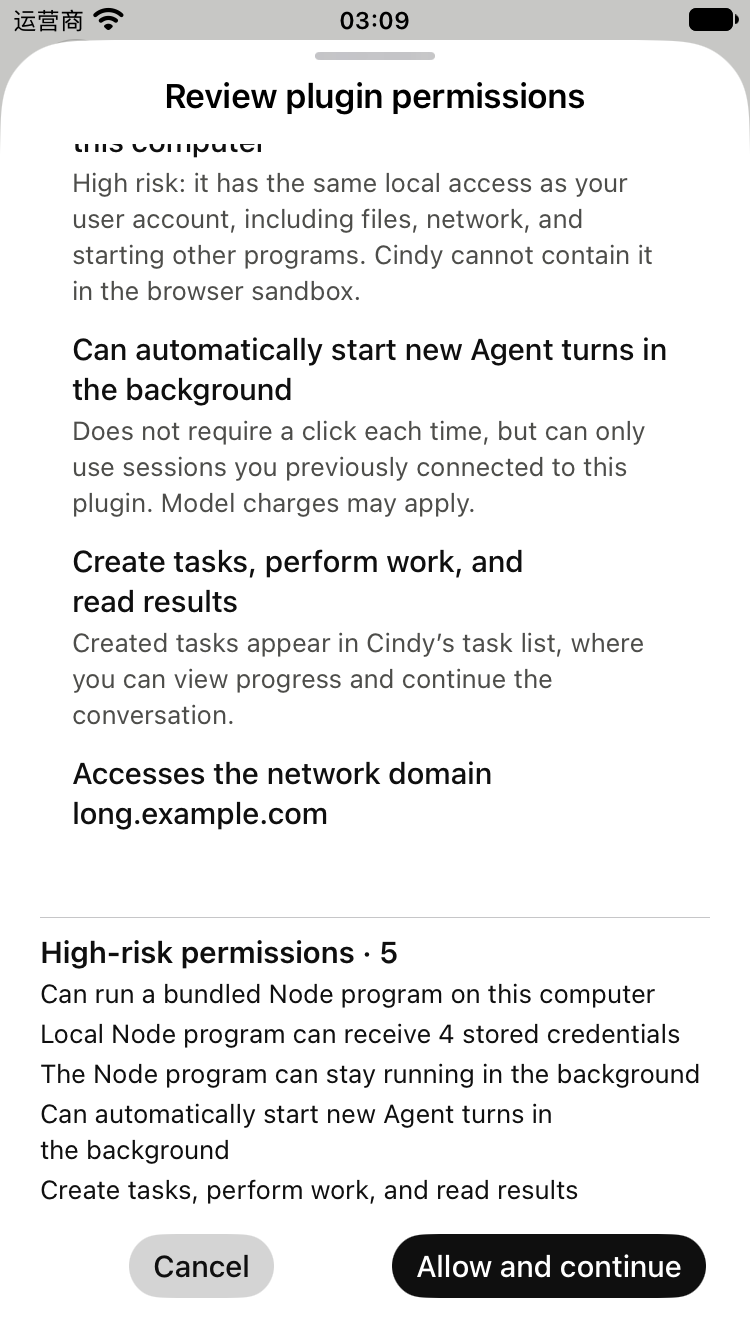 运营商
03:09
Review plugin permissions
this computer
High risk: it has the same local access as your
user account, including files, network, and
starting other programs. Cindy cannot contain it
in the browser sandbox.
Can automatically start new Agent turns in
the background
Does not require a click each time, but can only
use sessions you previously connected to this
plugin. Model charges may apply.
Create tasks, perform work, and
read results
Created tasks appear in Cindy’s task list, where
you can view progress and continue the
conversation.
Accesses the network domain
long.example.com
High-risk permissions · 5
Can run a bundled Node program on this computer
Local Node program can receive 4 stored credentials
The Node program can stay running in the background
Can automatically start new Agent turns in
the background
Create tasks, perform work, and read results
Cancel
Allow and continue